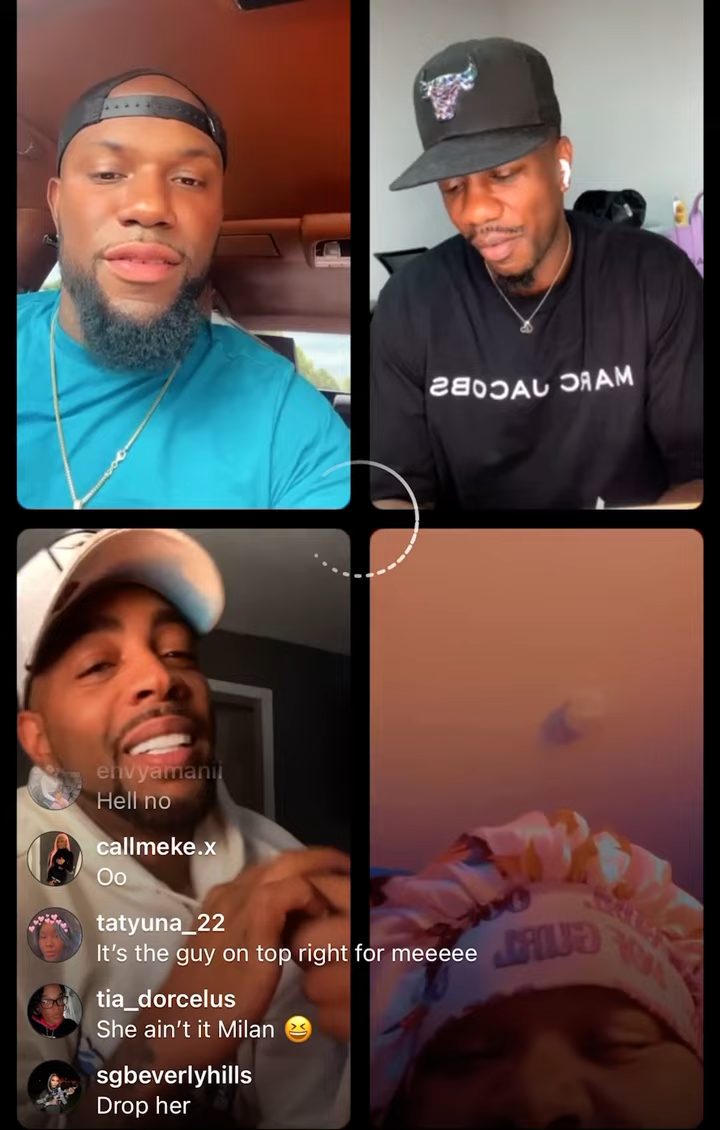 MARC JACOBS
envyamanii
Hell no
callmeke.x
Oo
tatyuna_22
It’s the guy on top right for meeeee
tia_dorcelus
She ain’t it Milan 😆
sgbeverlyhills
Drop her